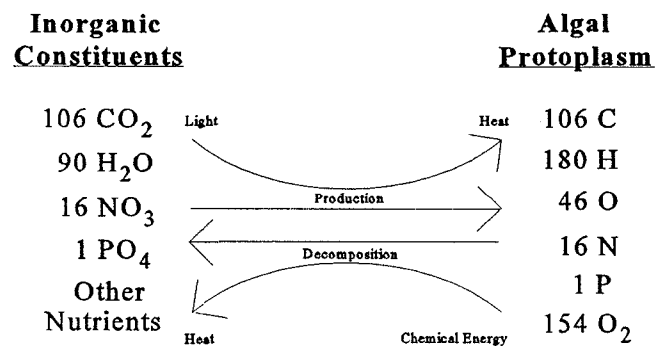 Inorganic
Constituents
106 CO₂
90 H₂O
16 NO₃
1 PO₄
Other
Nutrients
Light
Heat
Production
Decomposition
Heat
Chemical Energy
Algal
Protoplasm
106 C
180 H
46 O
16 N
1 P
154 O₂